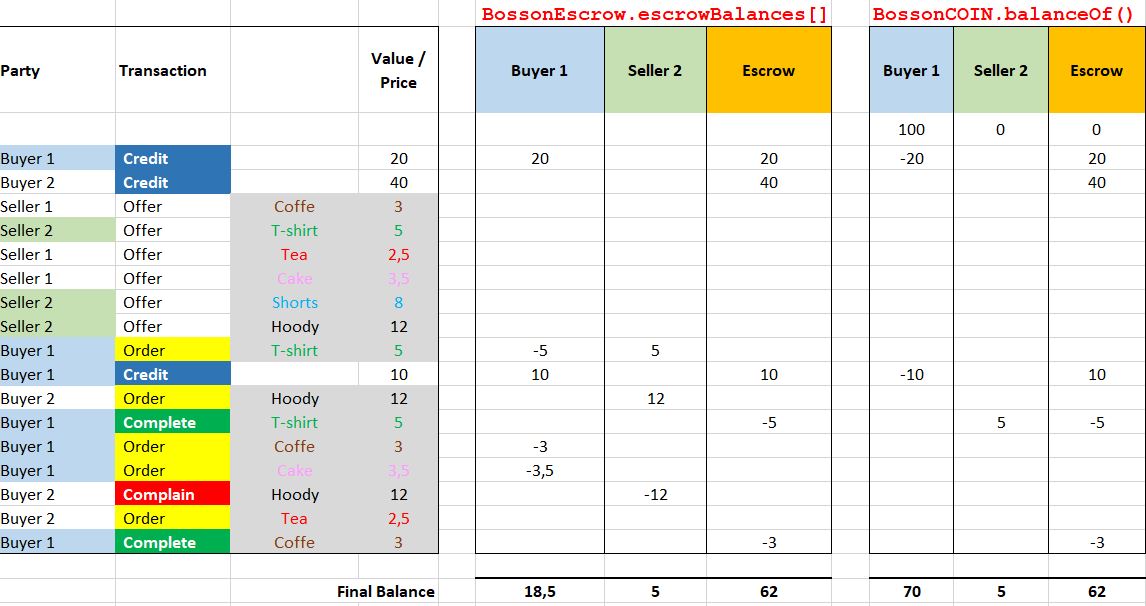 BossonEscrow.escrowBalances[] BossonCOIN.balanceOf()
Party Transaction Value / Price Buyer 1 Seller 2 Escrow Buyer 1 Seller 2 Escrow
100 0 0
Buyer 1 Credit 20 20 20 -20 20
Buyer 2 Credit 40 40 40
Seller 1 Offer Coffe 3
Seller 2 Offer T-shirt 5
Seller 1 Offer Tea 2,5
Seller 1 Offer Cake 3,5
Seller 2 Offer Shorts 8
Seller 2 Offer Hoody 12
Buyer 1 Order T-shirt 5 -5 5
Buyer 1 Credit 10 10 10 -10 10
Buyer 2 Order Hoody 12 12
Buyer 1 Complete T-shirt 5 -5 5 -5
Buyer 1 Order Coffe 3 -3
Buyer 1 Order Cake 3,5 -3,5
Buyer 2 Complain Hoody 12 -12
Buyer 2 Order Tea 2,5
Buyer 1 Complete Coffe 3 -3 -3
Final Balance 18,5 5 62 70 5 62